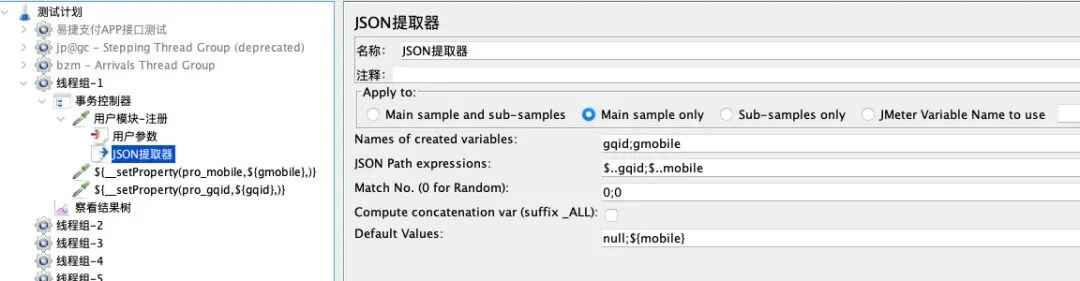 测试计划
易捷支付APP接口测试
jp@gc - Stepping Thread Group (deprecated)
bzm - Arrivals Thread Group
线程组-1
事务控制器
用户模块-注册
用户参数
JSON提取器
${__setProperty(pro_mobile,${gmobile},)}
${__setProperty(pro_gqid,${gqid},)}
察看结果树
线程组-2
线程组-3
线程组-4
线程组-5
JSON提取器
名称: JSON提取器
注释:
Apply to:
Main sample and sub-samples Main sample only Sub-samples only JMeter Variable Name to use
Names of created variables: gqid;gmobile
JSON Path expressions: $..gqid;$..mobile
Match No. (0 for Random): 0;0
Compute concatenation var (suffix _ALL):
Default Values: null;${mobile}